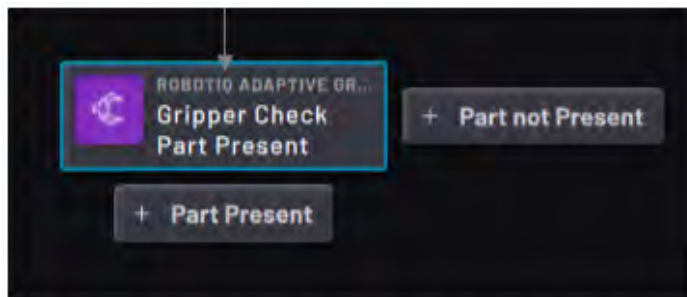 ROBOTIQ ADAPTIVE GR...
Gripper Check
Part Present
+ Part not Present
+ Part Present